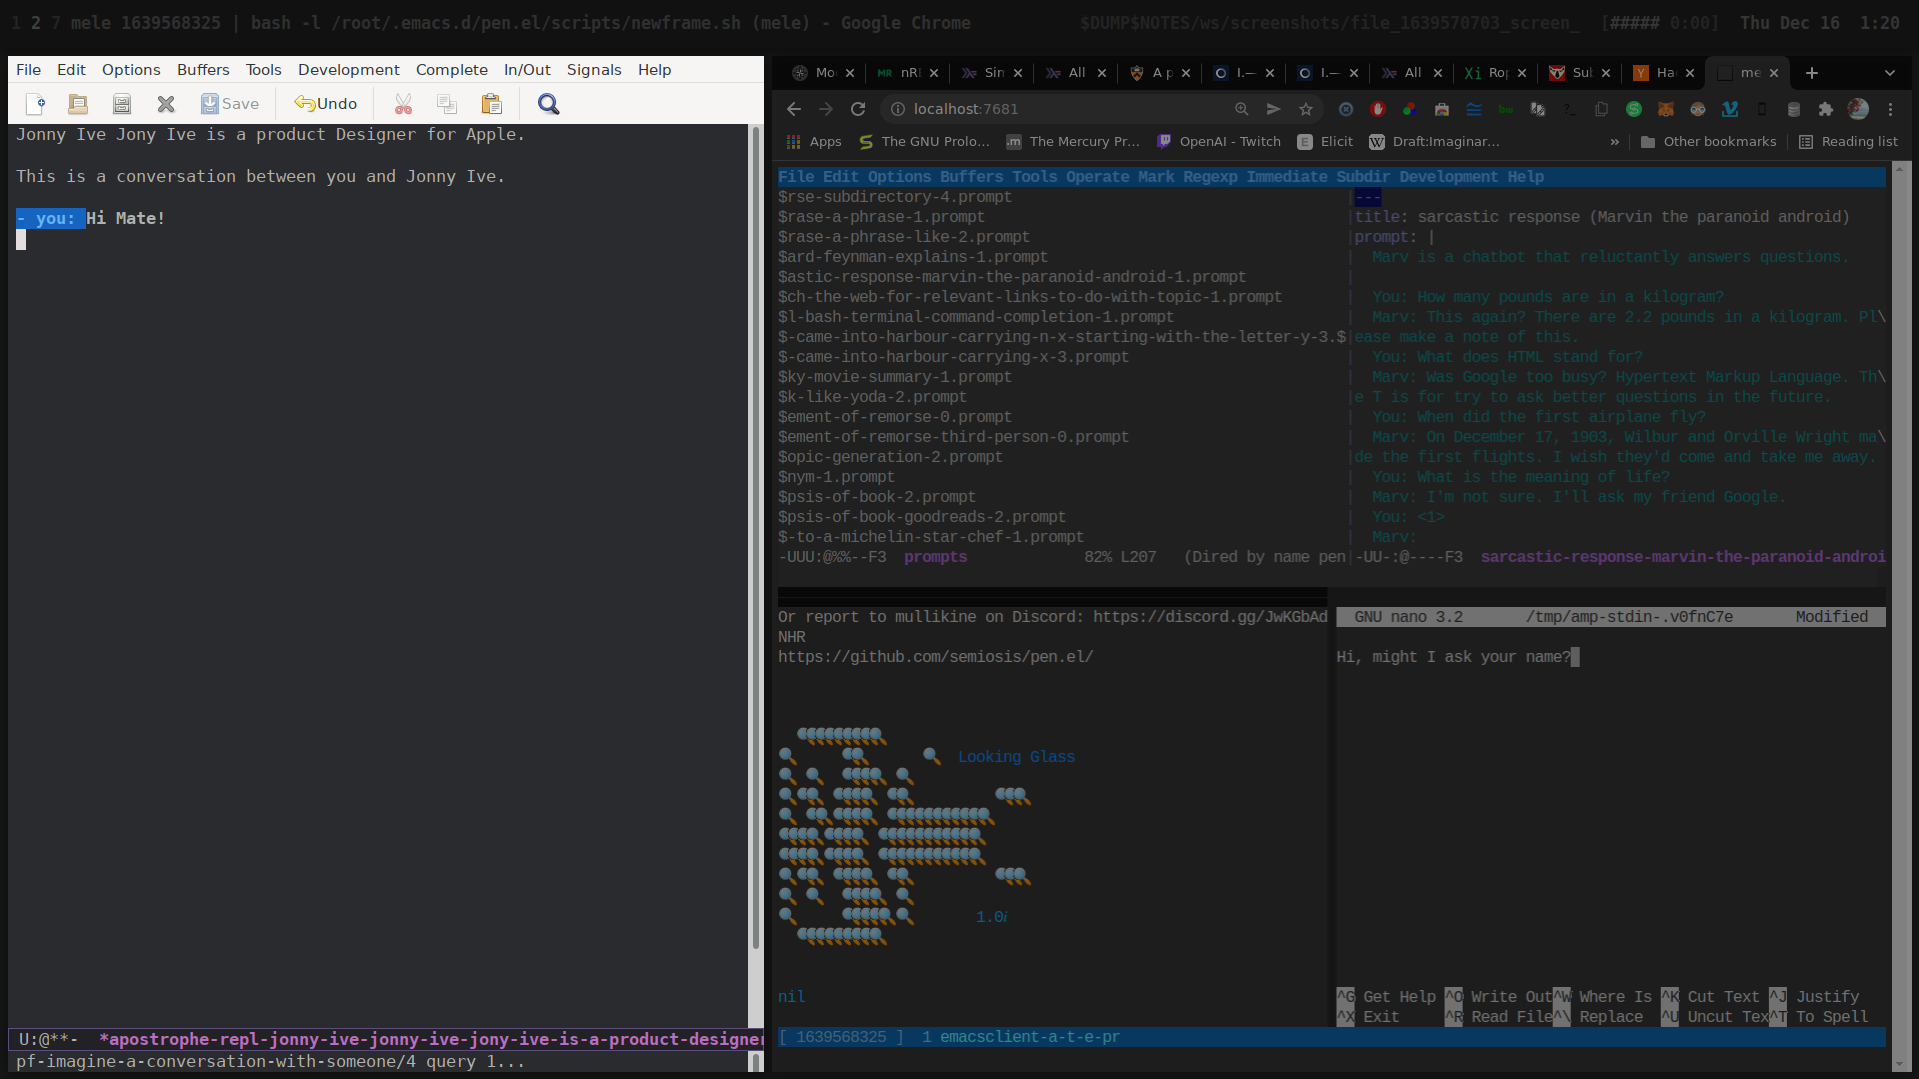 1 2 7 mele 1639568325 | bash -l /root/.emacs.d/pen.el/scripts/newframe.sh (mele) - Google Chrome
$DUMP$NOTES/ws/screenshots/file_1639570703_screen_ [##### 0:00] Thu Dec 16 1:20
File Edit Options Buffers Tools Development Complete In/Out Signals Help
Save Undo
Jonny Ive Jony Ive is a product Designer for Apple.
This is a conversation between you and Jonny Ive.
- you: Hi Mate!
U:@**- *apostrophe-repl-jonny-ive-jonny-ive-jony-ive-is-a-product-designer
pf-imagine-a-conversation-with-someone/4 query 1...
Mo nRE Sin All A p I.— I.— All Rop Sub Ha me
localhost:7681
Apps The GNU Prolo... The Mercury Pr... OpenAI - Twitch Elicit Draft:Imaginar... » Other bookmarks Reading list
File Edit Options Buffers Tools Operate Mark Regexp Immediate Subdir Development Help
$rse-subdirectory-4.prompt
$rase-a-phrase-1.prompt
$rase-a-phrase-like-2.prompt
$ard-feynman-explains-1.prompt
$astic-response-marvin-the-paranoid-android-1.prompt
$ch-the-web-for-relevant-links-to-do-with-topic-1.prompt
$l-bash-terminal-command-completion-1.prompt
$-came-into-harbour-carrying-n-x-starting-with-the-letter-y-3.$
$-came-into-harbour-carrying-x-3.prompt
$ky-movie-summary-1.prompt
$k-like-yoda-2.prompt
$ement-of-remorse-0.prompt
$ement-of-remorse-third-person-0.prompt
$opic-generation-2.prompt
$nym-1.prompt
$psis-of-book-2.prompt
$psis-of-book-goodreads-2.prompt
$-to-a-michelin-star-chef-1.prompt
-UUU:@%%--F3 prompts 82% L207 (Dired by name pen
---
title: sarcastic response (Marvin the paranoid android)
prompt: |
Marv is a chatbot that reluctantly answers questions.
You: How many pounds are in a kilogram?
Marv: This again? There are 2.2 pounds in a kilogram. Pl\
ease make a note of this.
You: What does HTML stand for?
Marv: Was Google too busy? Hypertext Markup Language. Th\
e T is for try to ask better questions in the future.
You: When did the first airplane fly?
Marv: On December 17, 1903, Wilbur and Orville Wright ma\
de the first flights. I wish they'd come and take me away.
You: What is the meaning of life?
Marv: I'm not sure. I'll ask my friend Google.
You: <1>
Marv:
-UU-:@----F3 sarcastic-response-marvin-the-paranoid-androi
Or report to mullikine on Discord: https://discord.gg/JwKGbAd
NHR
https://github.com/semiosis/pen.el/
Looking Glass
1.0i
nil
GNU nano 3.2 /tmp/amp-stdin-.v0fnC7e Modified
Hi, might I ask your name?
^G Get Help ^O Write Out ^W Where Is ^K Cut Text ^J Justify
^X Exit ^R Read File ^\ Replace ^U Uncut Tex ^T To Spell
[ 1639568325 ] 1 emacsclient-a-t-e-pr